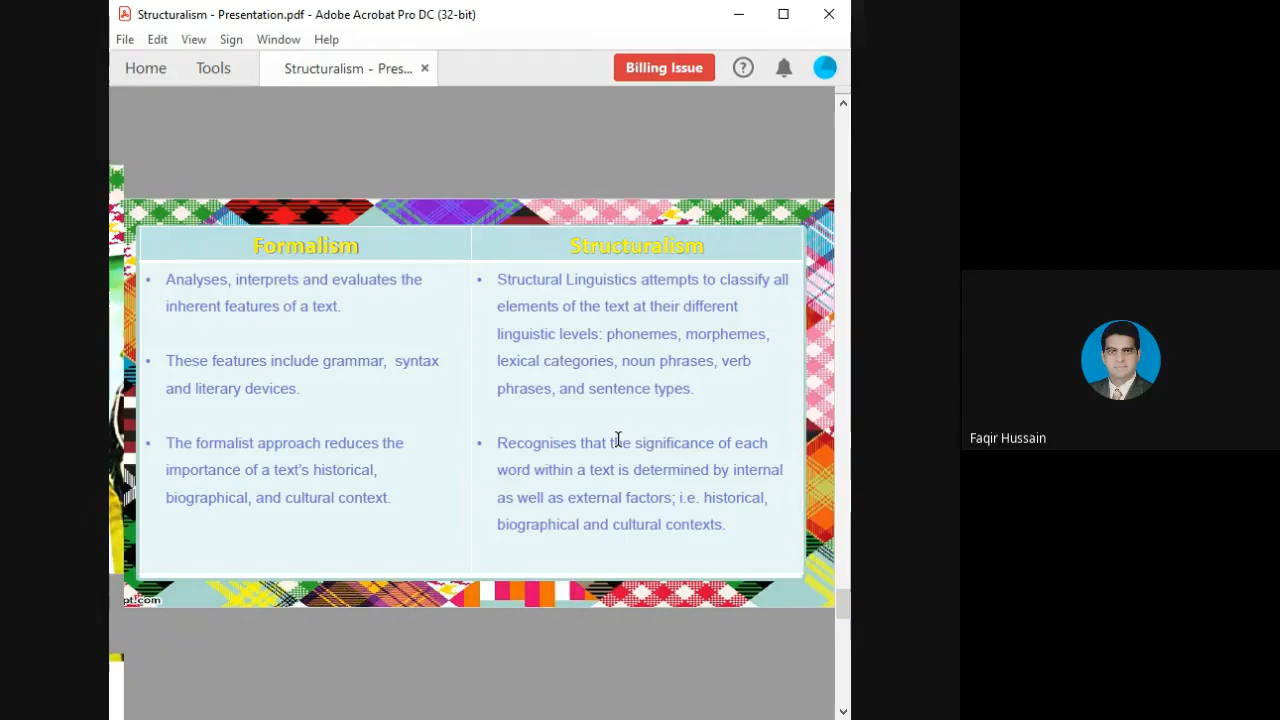 Structuralism - Presentation.pdf - Adobe Acrobat Pro DC (32-bit)
File Edit View Sign Window Help
Home Tools Structuralism - Pres... Billing Issue
Formalism
• Analyses, interprets and evaluates the
inherent features of a text.
• These features include grammar, syntax
and literary devices.
• The formalist approach reduces the
importance of a text's historical,
biographical, and cultural context.
Structuralism
• Structural Linguistics attempts to classify all
elements of the text at their different
linguistic levels: phonemes, morphemes,
lexical categories, noun phrases, verb
phrases, and sentence types.
• Recognises that the significance of each
word within a text is determined by internal
as well as external factors; i.e. historical,
biographical and cultural contexts.
pt.com
Faqir Hussain